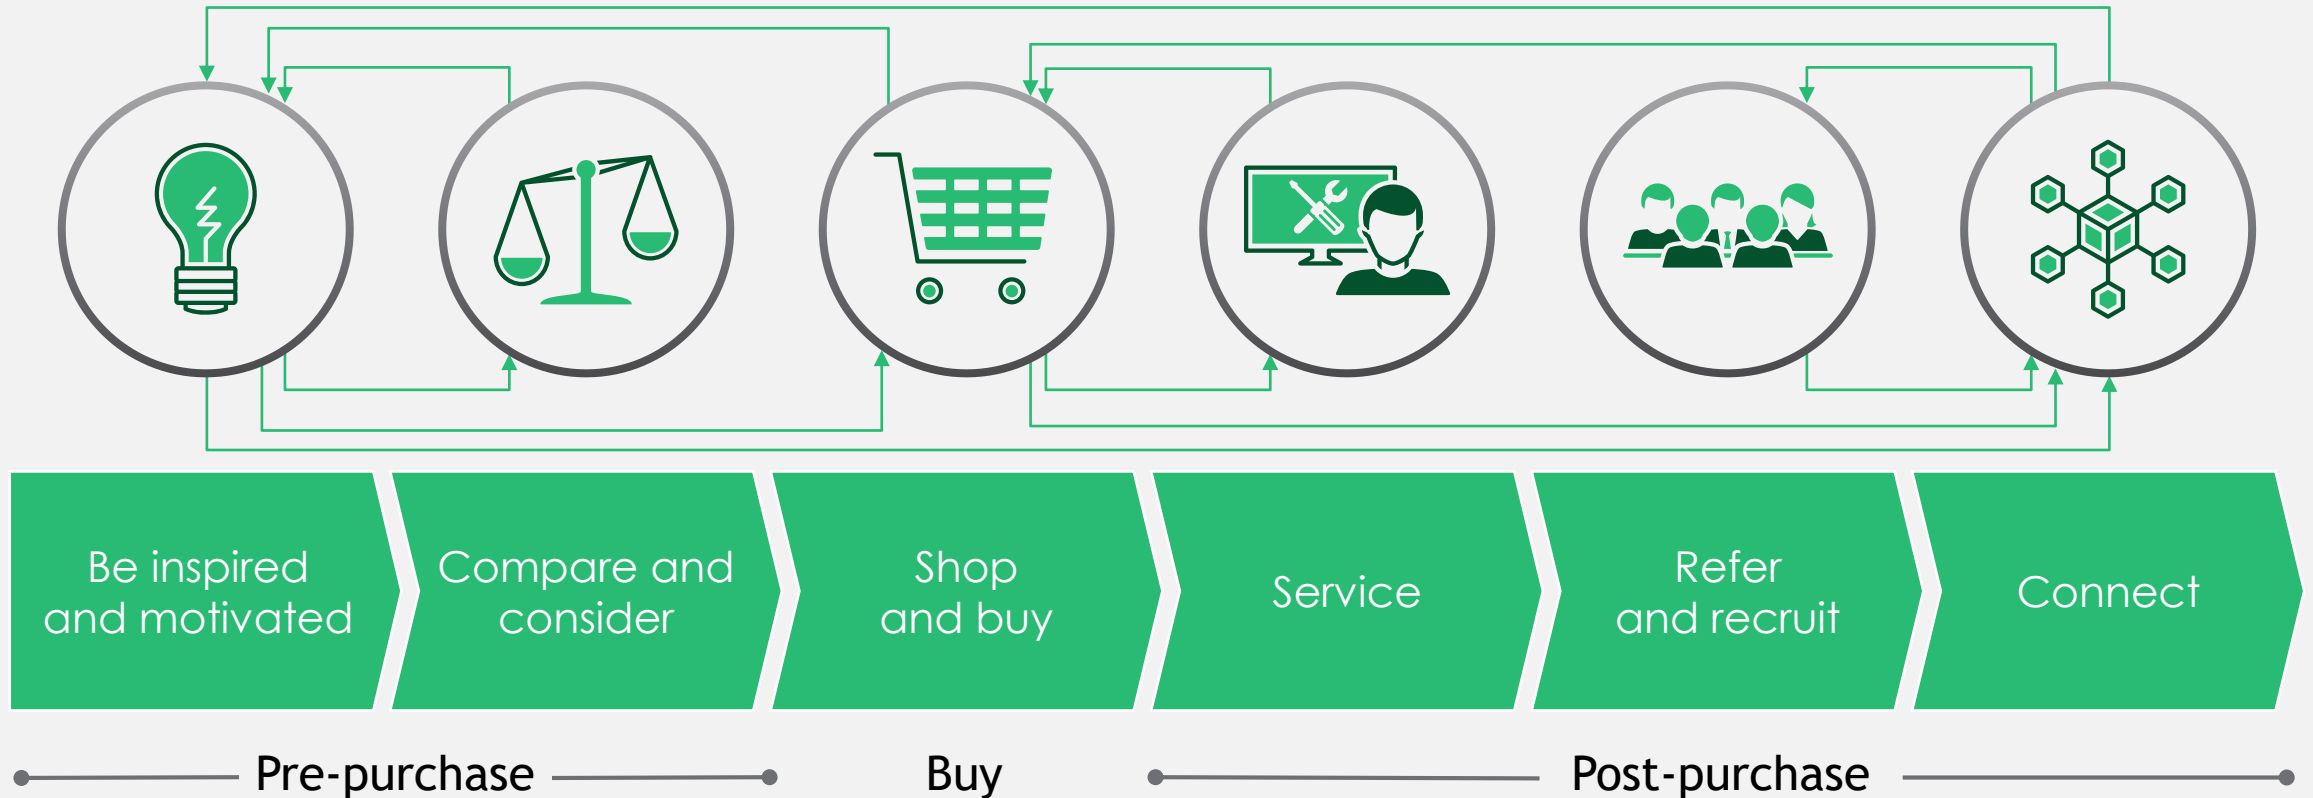 Be inspired
and motivated
Compare and
consider
Shop
and buy
Service
Refer
and recruit
Connect
Pre-purchase
Buy
Post-purchase